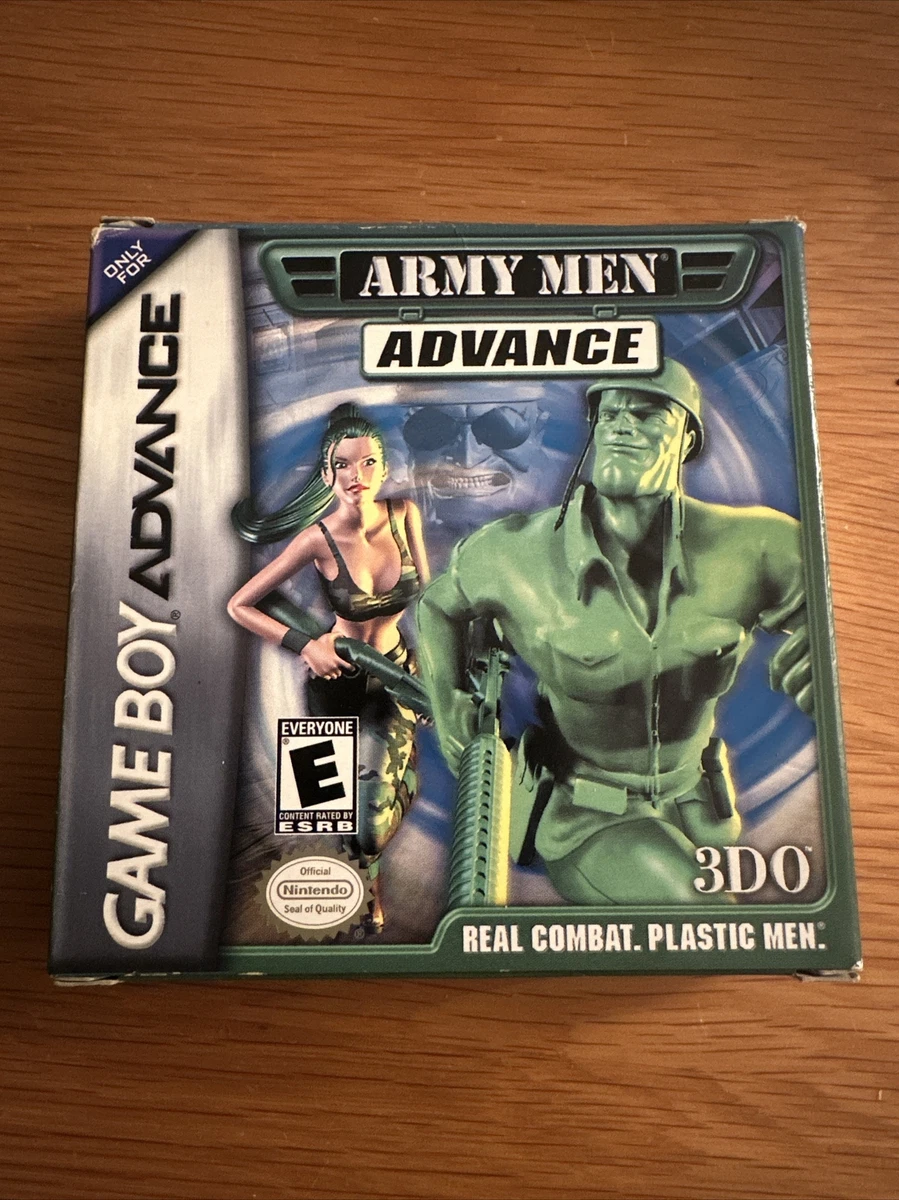 ONLY
FOR
GAME BOY ADVANCE
ARMY MEN®
ADVANCE
EVERYONE
E
®
CONTENT RATED BY
ESRB
Official
Nintendo
Seal of Quality
®
3DO™
REAL COMBAT. PLASTIC MEN.®